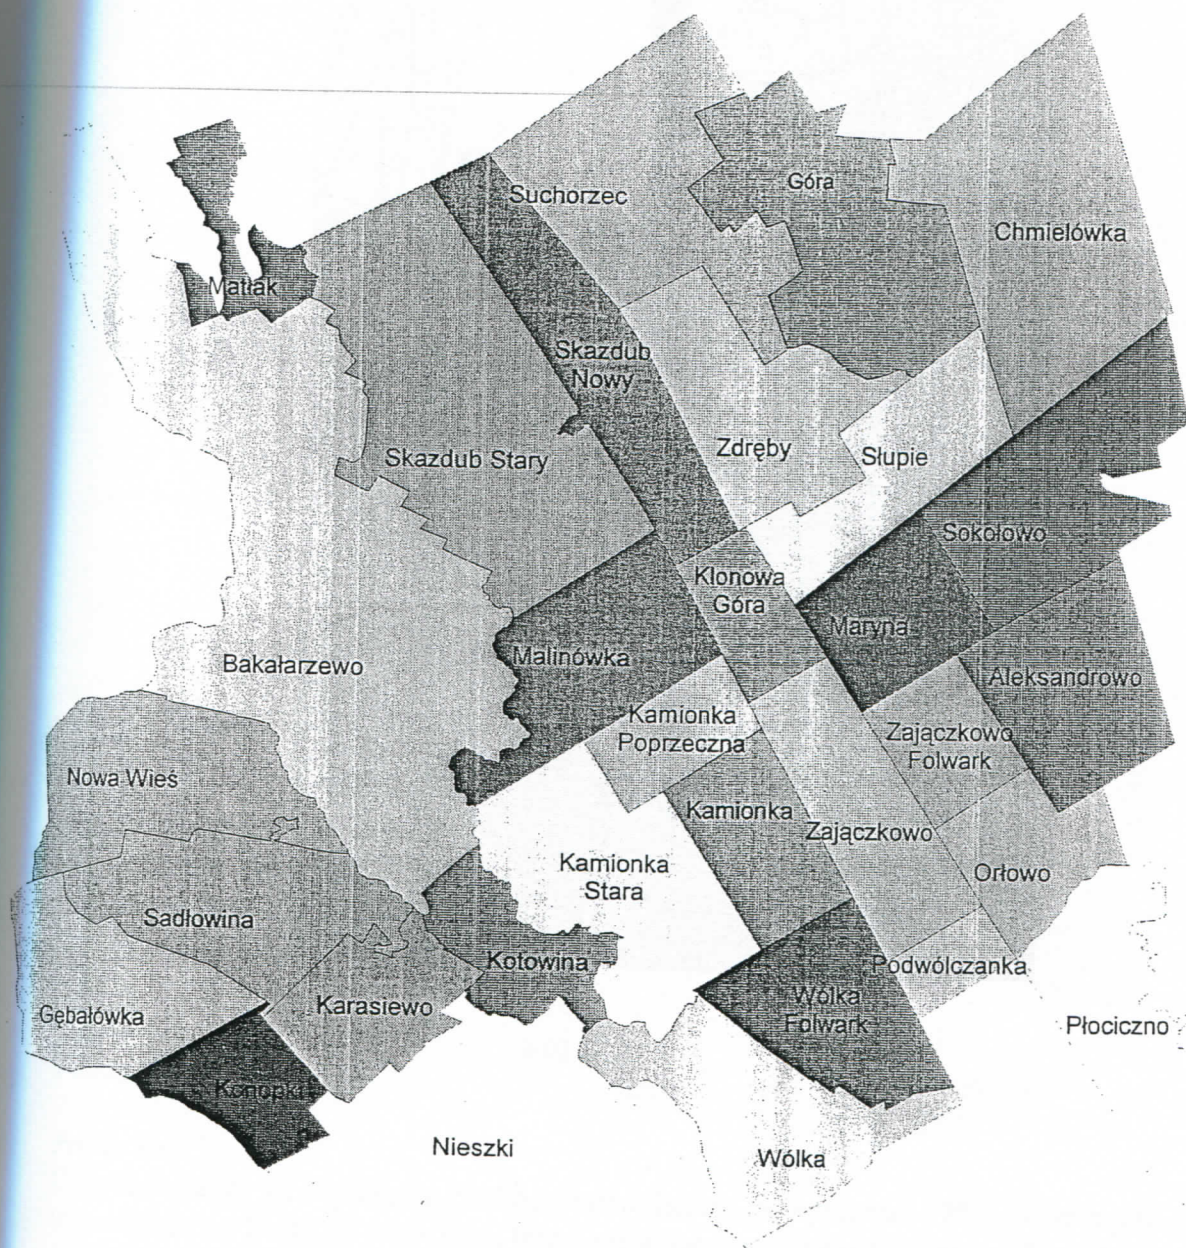 Suchorzec
Góra
Chmielówka
Matłak
Skazdub
Nowy
Skazdub Stary
Zdręby
Słupie
Sokołowo
Klonowa
Góra
Maryna
Malinówka
Bakałarzewo
Aleksandrowo
Kamionka
Poprzeczna
Zajączkowo
Folwark
Nowa Wieś
Kamionka
Zajączkowo
Kamionka
Stara
Orłowo
Sadłowina
Kotowina
Podwólczanka
Wólka
Folwark
Karasiewo
Gębałówka
Płociczno
Konopki
Nieszki
Wólka